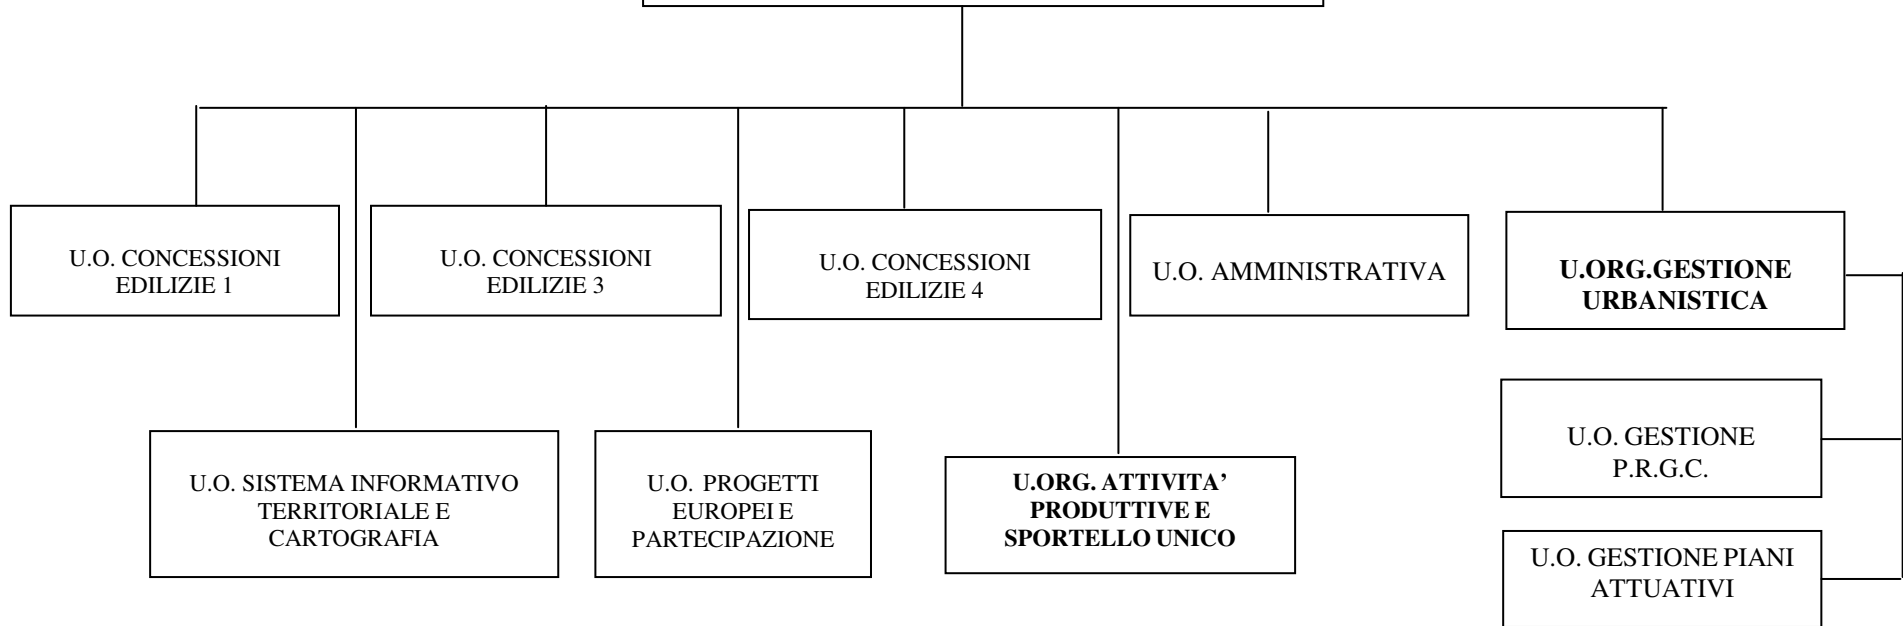 U.O. CONCESSIONI
EDILIZIE 1
U.O. CONCESSIONI
EDILIZIE 3
U.O. CONCESSIONI
EDILIZIE 4
U.O. AMMINISTRATIVA
U.ORG.GESTIONE
URBANISTICA
U.O. SISTEMA INFORMATIVO
TERRITORIALE E
CARTOGRAFIA
U.O. PROGETTI
EUROPEI E
PARTECIPAZIONE
U.ORG. ATTIVITA’
PRODUTTIVE E
SPORTELLO UNICO
U.O. GESTIONE
P.R.G.C.
U.O. GESTIONE PIANI
ATTUATIVI